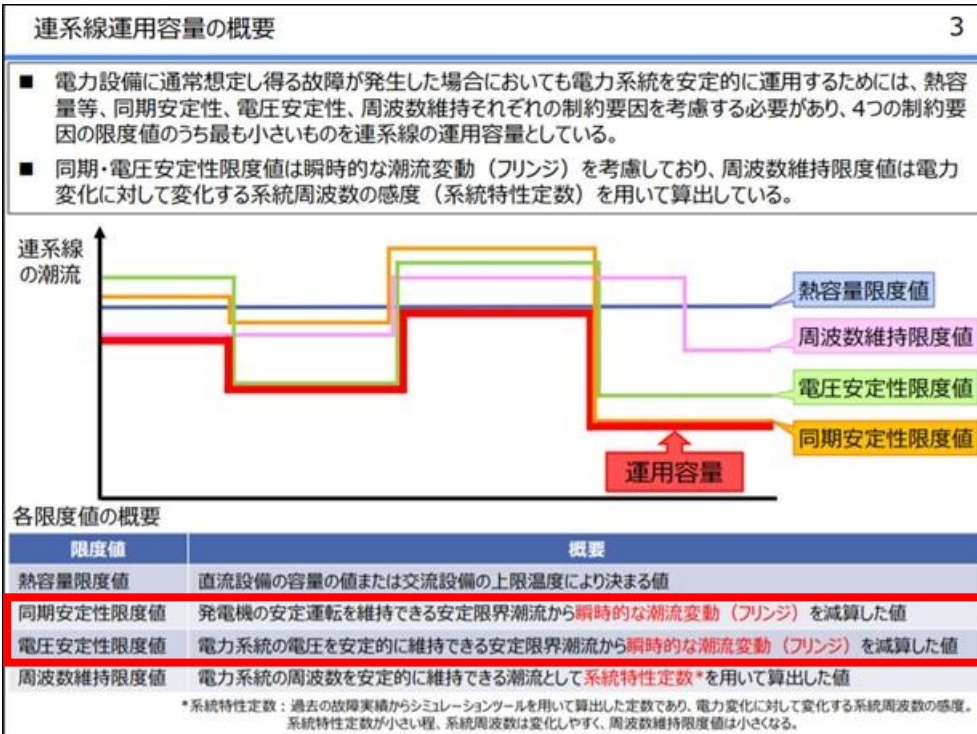 連系線運用容量の概要
3
■ 電力設備に通常想定し得る故障が発生した場合においても電力系統を安定的に運用するためには、熱容
量等、同期安定性、電圧安定性、周波数維持それぞれの制約要因を考慮する必要があり、4つの制約要
因の限度値のうち最も小さいものを連系線の運用容量としている。
■ 同期・電圧安定性限度値は瞬時的な潮流変動（フリンジ）を考慮しており、周波数維持限度値は電力
変化に対して変化する系統周波数の感度（系統特性定数）を用いて算出している。
連系線
の潮流
熱容量限度値
周波数維持限度値
電圧安定性限度値
同期安定性限度値
運用容量
各限度値の概要
限度値 概要
熱容量限度値 直流設備の容量の値または交流設備の上限温度により決まる値
同期安定性限度値 発電機の安定運転を維持できる安定限界潮流から瞬時的な潮流変動（フリンジ）を減算した値
電圧安定性限度値 電力系統の電圧を安定的に維持できる安定限界潮流から瞬時的な潮流変動（フリンジ）を減算した値
周波数維持限度値 電力系統の周波数を安定的に維持できる潮流として系統特性定数*を用いて算出した値
*系統特性定数：過去の故障実績からシミュレーションツールを用いて算出した定数であり、電力変化に対して変化する系統周波数の感度。
系統特性定数が小さい程、系統周波数は変化しやすく、周波数維持限度値は小さくなる。